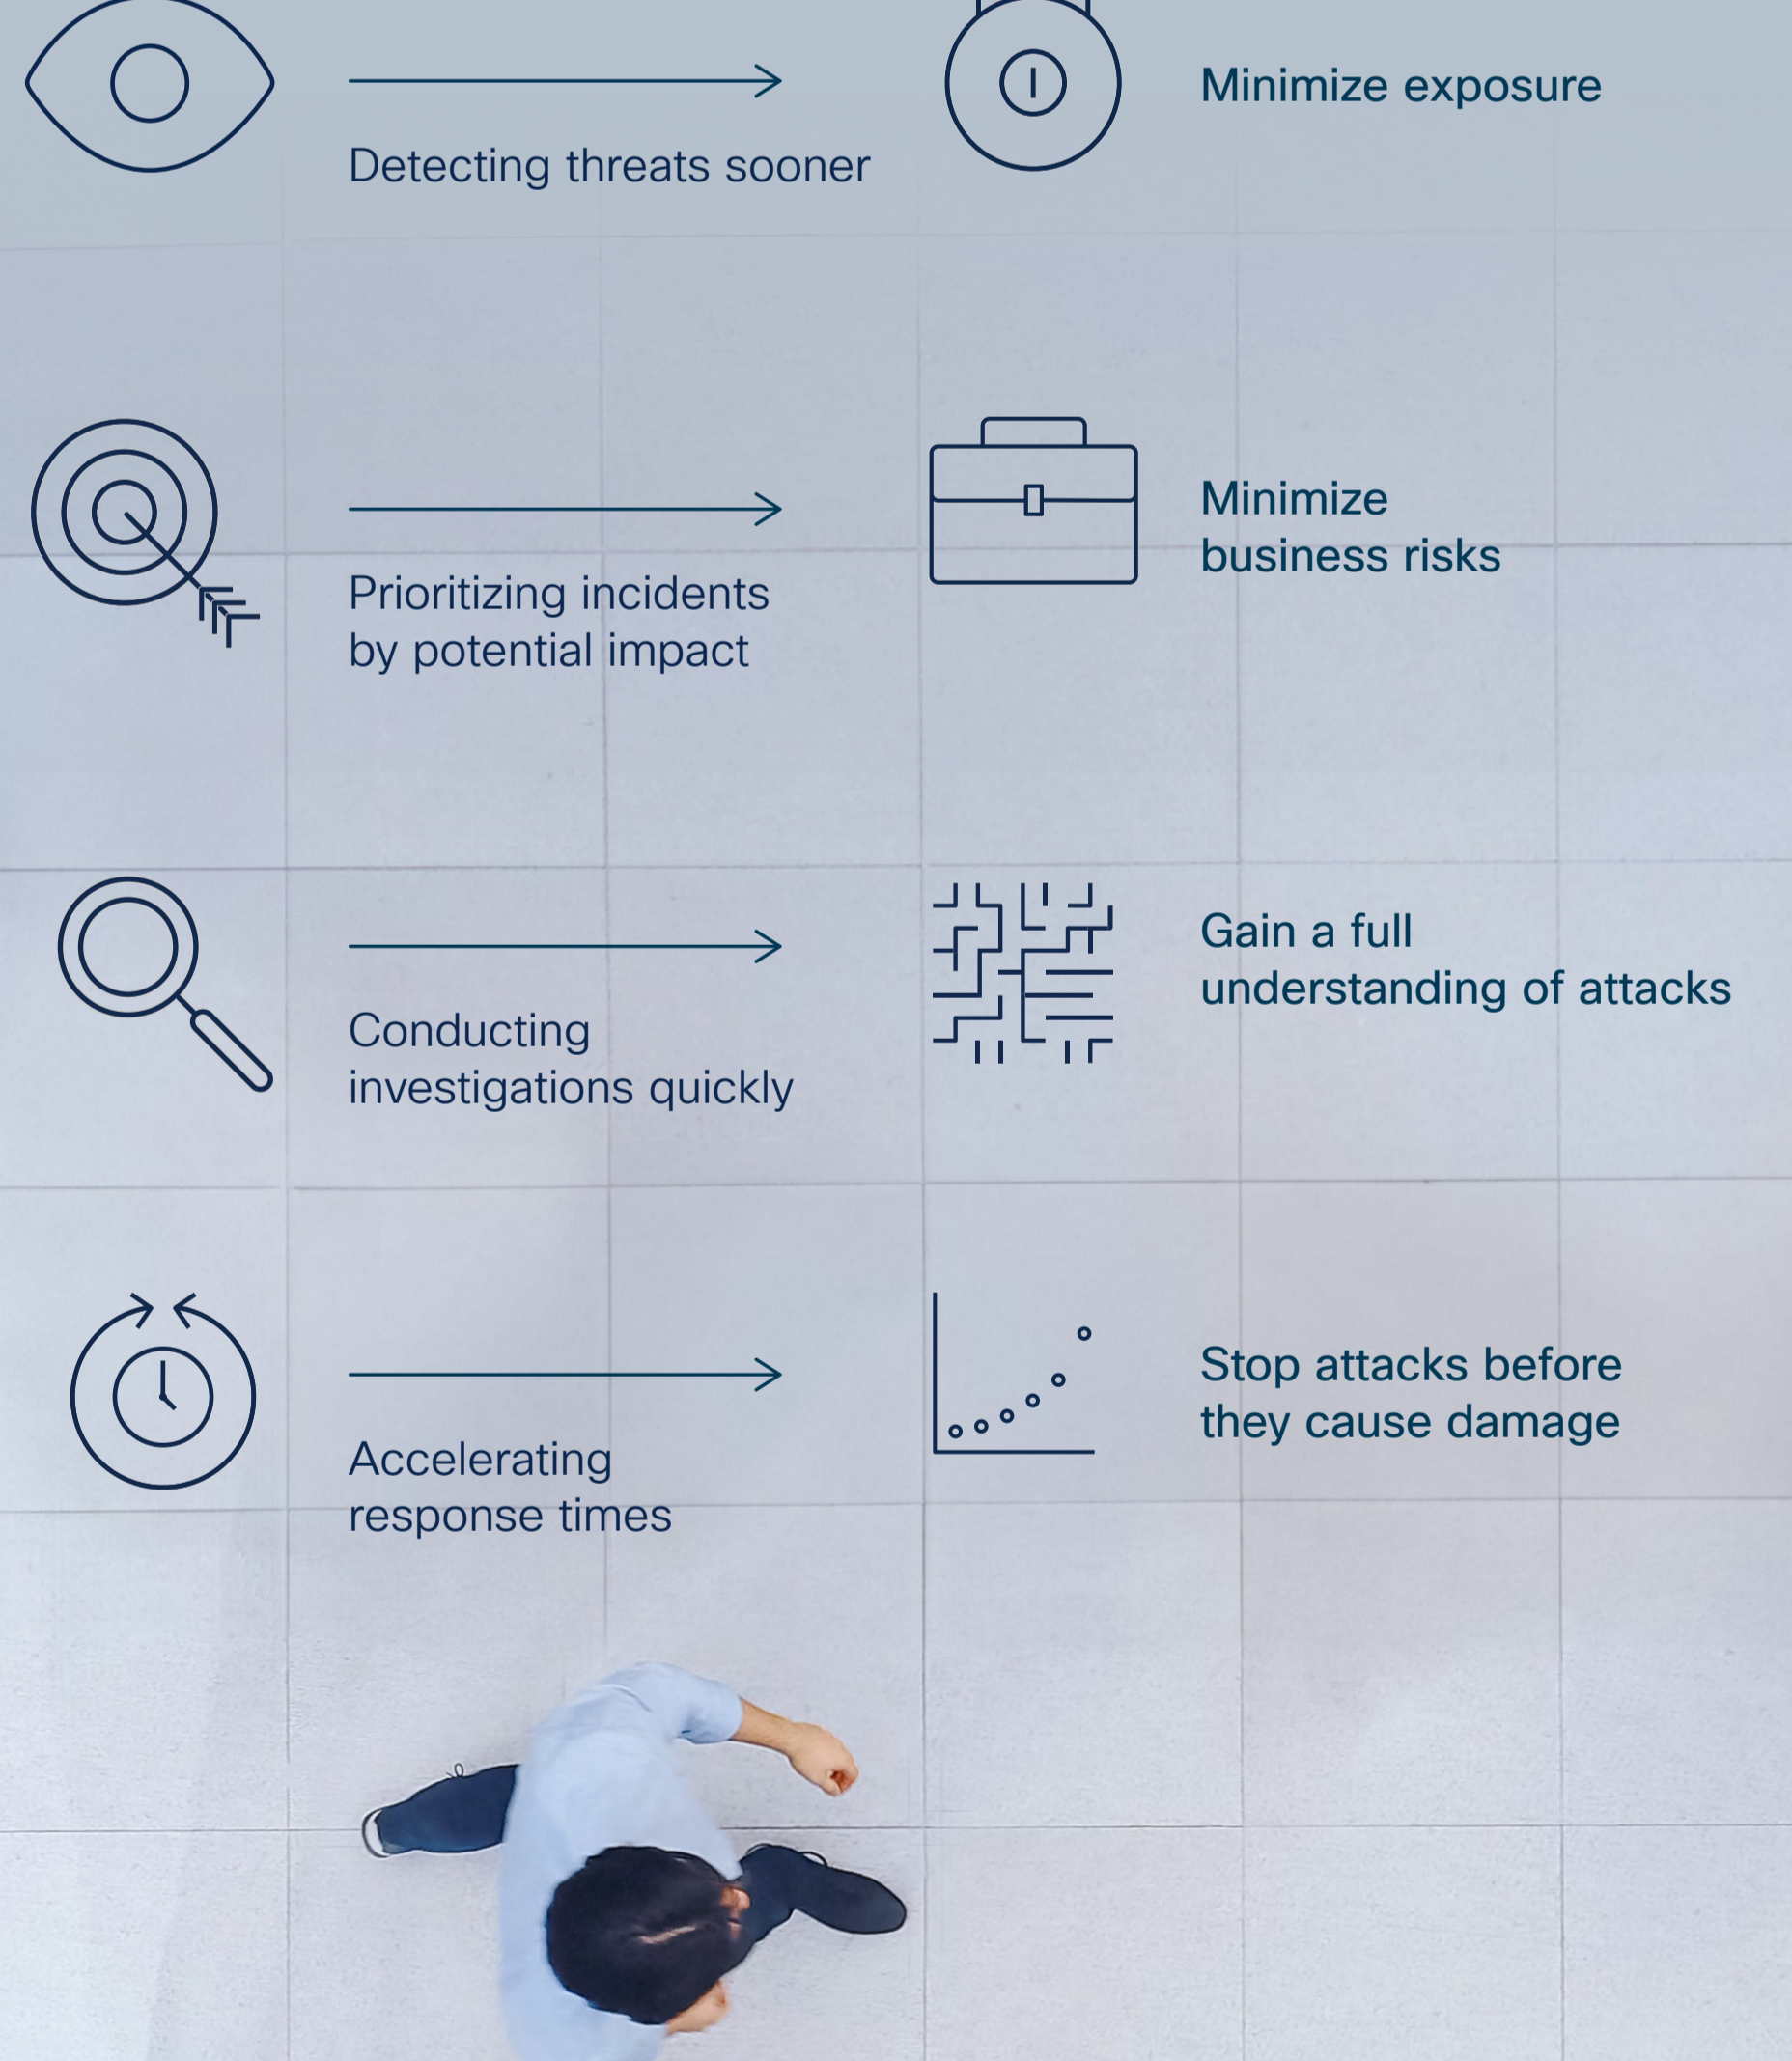 Detecting threats sooner
Minimize exposure
Prioritizing incidents
by potential impact
Minimize
business risks
Conducting
investigations quickly
Gain a full
understanding of attacks
Accelerating
response times
Stop attacks before
they cause damage